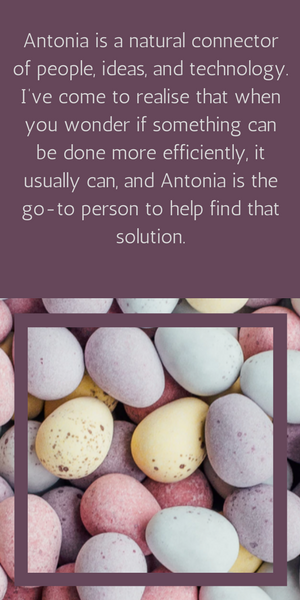 Antonia is a natural connector
of people, ideas, and technology.
I've come to realise that when
you wonder if something can
be done more efficiently, it
usually can, and Antonia is the
go-to person to help find that
solution.